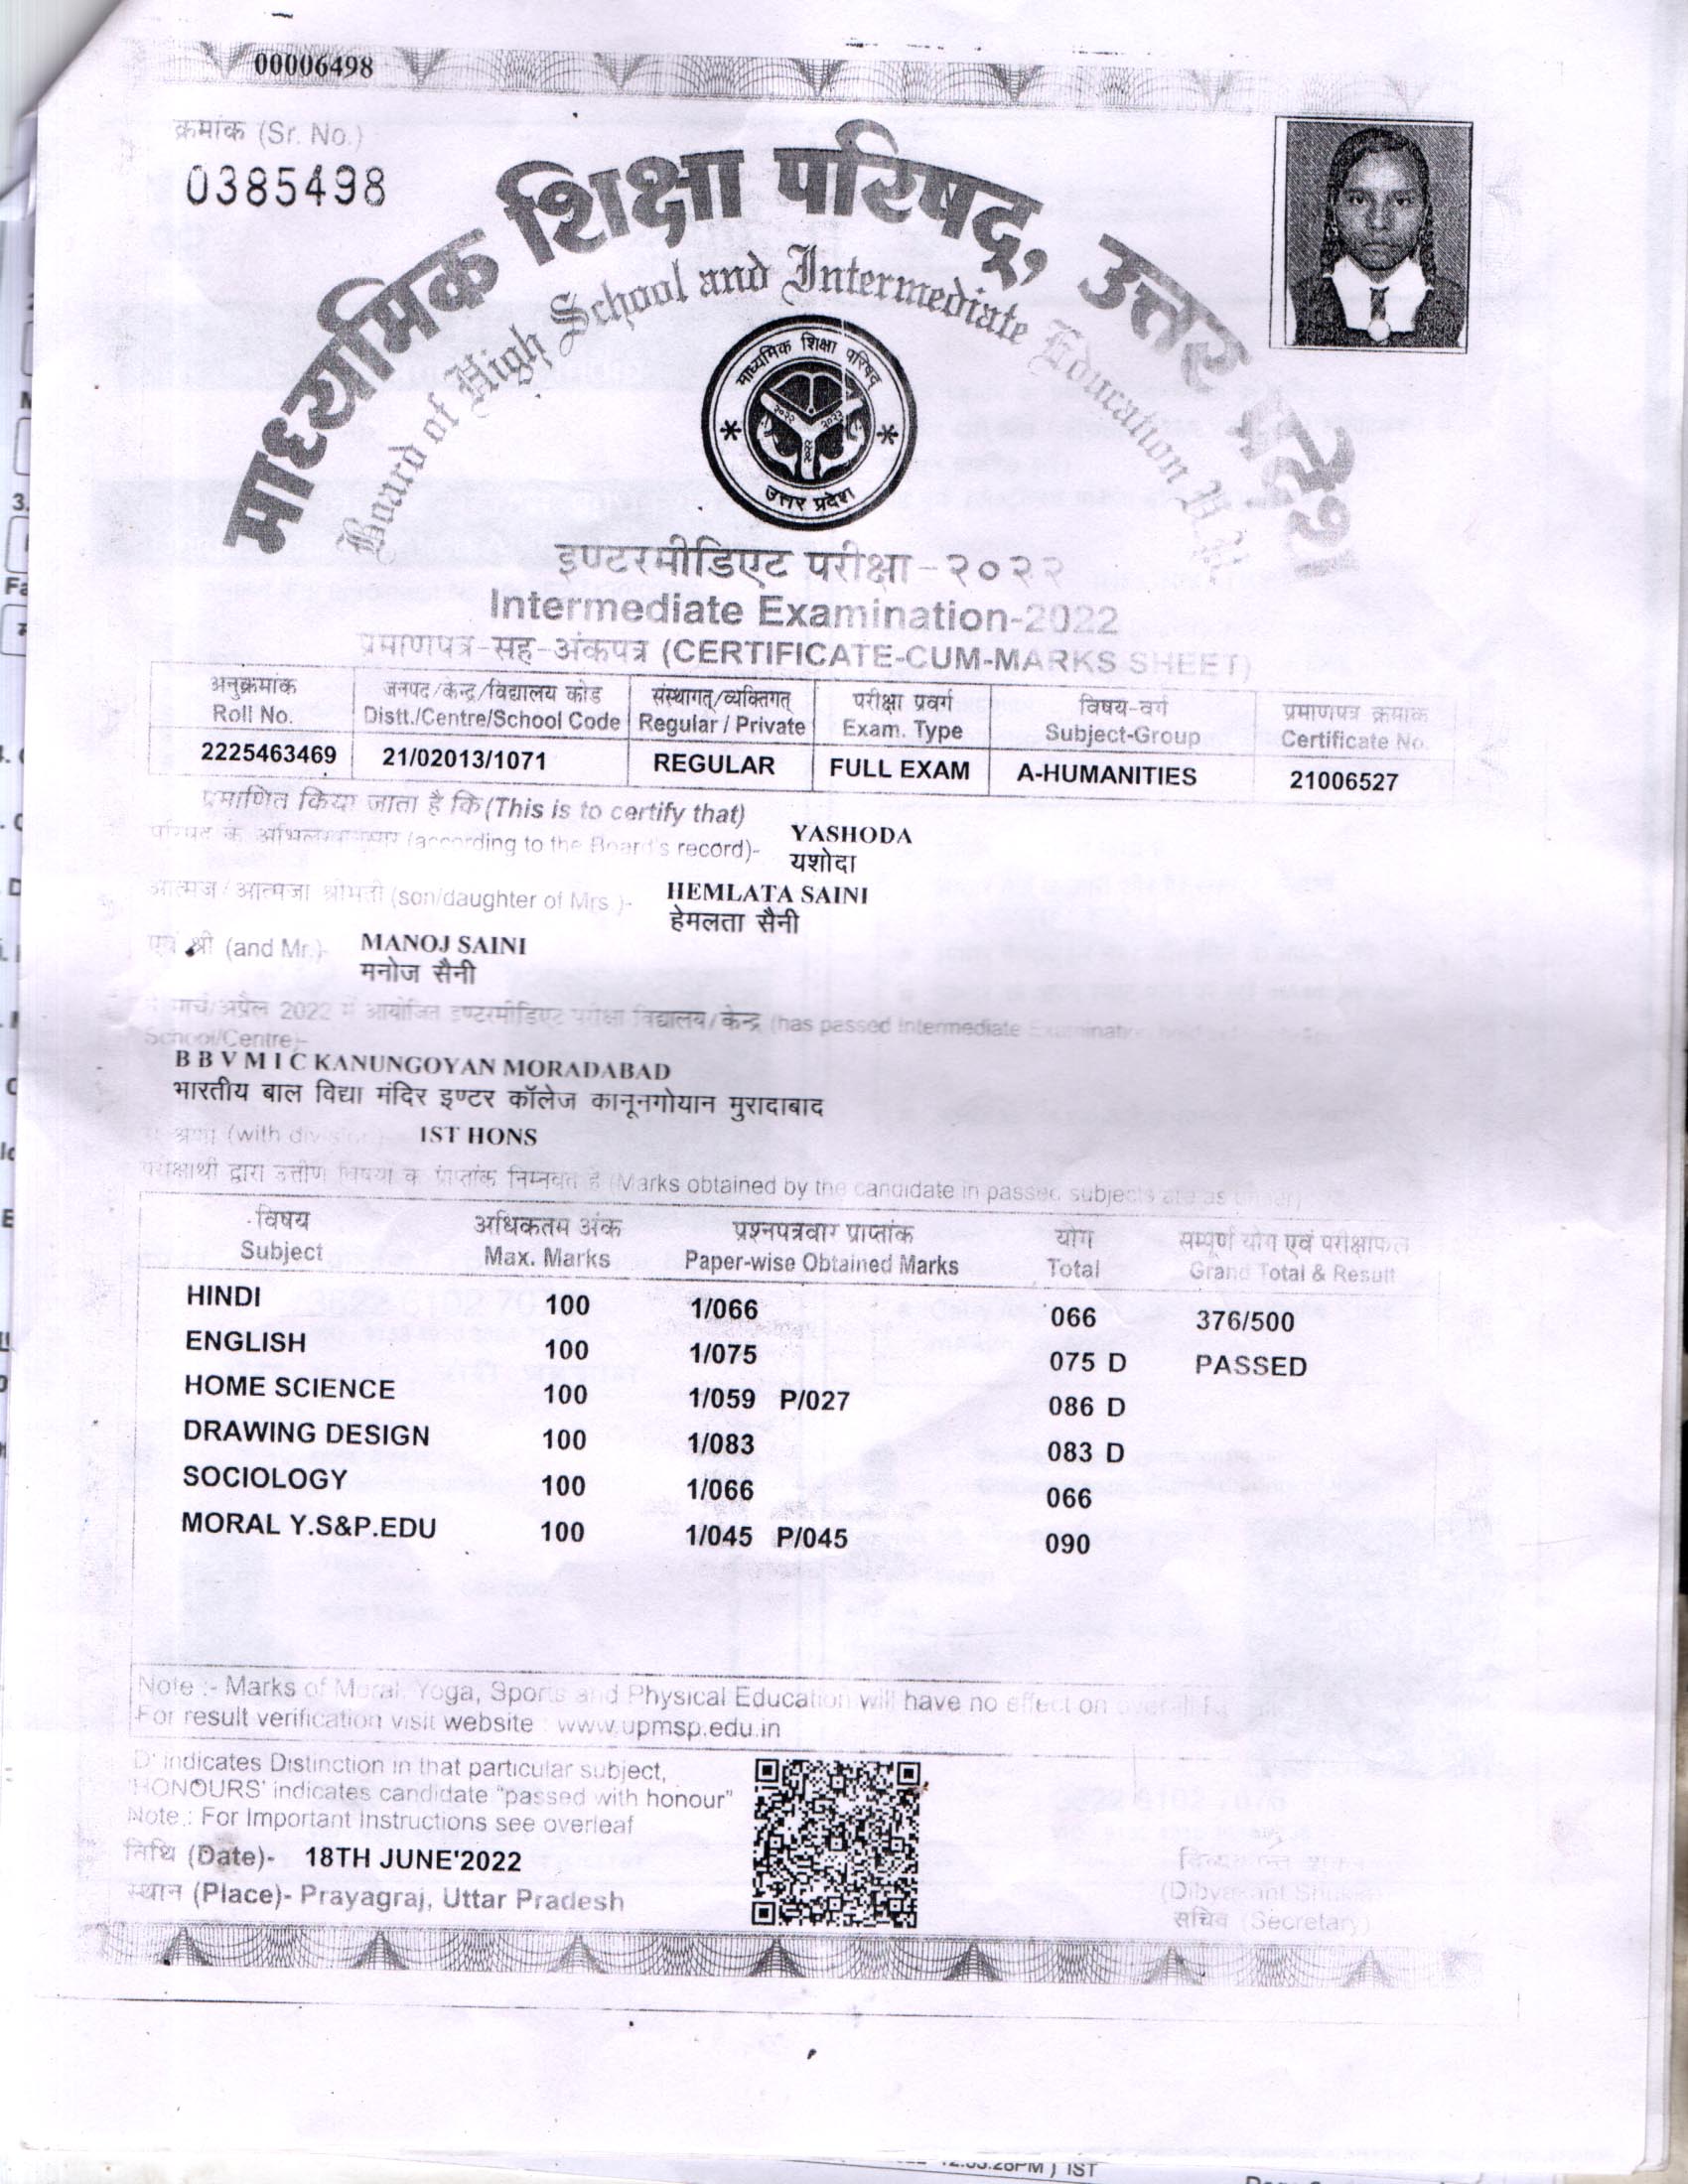 00006498
क्रमांक (Sr. No.)
0385498
माध्यमिक शिक्षा परिषद्, उत्तर प्रदेश
Board of High School and Intermediate Education U.P.
माध्यमिक शिक्षा परिषद्
उत्तर प्रदेश
इण्टरमीडिएट परीक्षा-२०२२
Intermediate Examination-2022
प्रमाणपत्र-सह-अंकपत्र (CERTIFICATE-CUM-MARKS SHEET)
अनुक्रमांक जनपद/केन्द्र/विद्यालय कोड संस्थागत्/व्यक्तिगत् परीक्षा प्रवर्ग विषय-वर्ग प्रमाणपत्र क्रमांक
Roll No. Distt./Centre/School Code Regular / Private Exam. Type Subject-Group Certificate No.
2225463469 21/02013/1071 REGULAR FULL EXAM A-HUMANITIES 21006527
प्रमाणित किया जाता है कि (This is to certify that)
परिषद के (according to the Board's record)- YASHODA
यशोदा
आत्मज/आत्मजा श्रीमती (son/daughter of Mrs.)- HEMLATA SAINI
हेमलता सैनी
एवं श्री (and Mr.)- MANOJ SAINI
मनोज सैनी
ने मार्च/अप्रैल 2022 में आयोजित इण्टरमीडिएट परीक्षा विद्यालय/केन्द्र (has passed Intermediate Examination
School/Centre)-
B B V M I C KANUNGOYAN MORADABAD
भारतीय बाल विद्या मंदिर इण्टर कॉलेज कानूनगोयान मुरादाबाद
श्रेणी (with division) 1ST HONS
परीक्षार्थी द्वारा उत्तीर्ण विषयों के प्राप्तांक निम्नवत हैं (Marks obtained by the candidate in passed subjects are as under)
विषय अधिकतम अंक प्रश्नपत्रवार प्राप्तांक योग सम्पूर्ण योग एवं परीक्षाफल
Subject Max. Marks Paper-wise Obtained Marks Total Grand Total & Result
HINDI 100 1/066 066 376/500
ENGLISH 100 1/075 075 D PASSED
HOME SCIENCE 100 1/059 P/027 086 D
DRAWING DESIGN 100 1/083 083 D
SOCIOLOGY 100 1/066 066
MORAL Y.S&P.EDU 100 1/045 P/045 090
Note :- Marks of Moral, Yoga, Sports and Physical Education will have no effect on overall
For result verification visit website : www.upmsp.edu.in
D' indicates Distinction in that particular subject,
'HONOURS' indicates candidate "passed with honour"
Note.: For Important Instructions see overleaf
तिथि (Date)- 18TH JUNE'2022
स्थान (Place)- Prayagraj, Uttar Pradesh
(Dibyakant Shukla)
सचिव (Secretary)